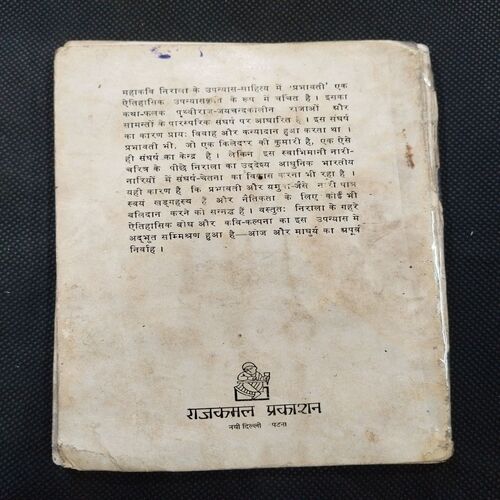 महाकवि निराला के उपन्यास-साहित्य में 'प्रभावती' एक
ऐतिहासिक उपन्यासकृति के रूप में चर्चित है। इसका
कथा-फलक पृथ्वीराज-जयचन्दकालीन राजाओं और
सामन्तों के पारस्परिक संघर्ष पर आधारित है। इस संघर्ष
का कारण प्रायः विवाह और कन्यादान हुआ करता था।
प्रभावती भी, जो एक किलेदार की कुमारी है, एक ऐसे
ही संघर्ष का केन्द्र है। लेकिन इस स्वाभिमानी नारी-
चरित्र के पीछे निराला का उद्देश्य आधुनिक भारतीय
नारियों में संघर्ष-चेतना का विकास करना भी रहा है।
यही कारण है कि प्रभावती और यमुना-जैसे नारी पात्र
स्वयं खड्गहस्त हैं और नैतिकता के लिए कोई भी
बलिदान करने को सन्नद्ध हैं। वस्तुतः निराला के गहरे
ऐतिहासिक बोध और कवि-कल्पना का इस उपन्यास में
अद्भुत सम्मिश्रण हुआ है—ओज और माधुर्य का अपूर्व
निर्वाह।
राजकमल प्रकाशन
नयी दिल्ली पटना